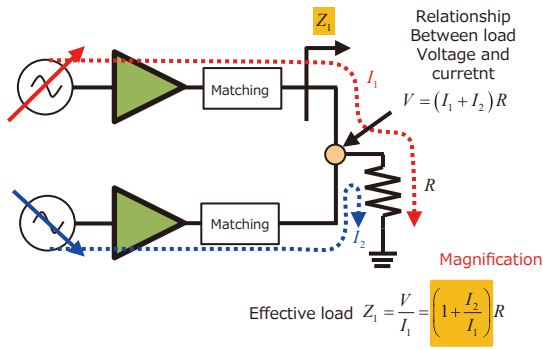 Z₁
Relationship
Between load
Voltage and
curretnt
V = (I₁ + I₂) R
I₁
Matching
Matching
R
I₂
Magnification
Effective load Z₁ = V/I₁ = (1 + I₂/I₁) R